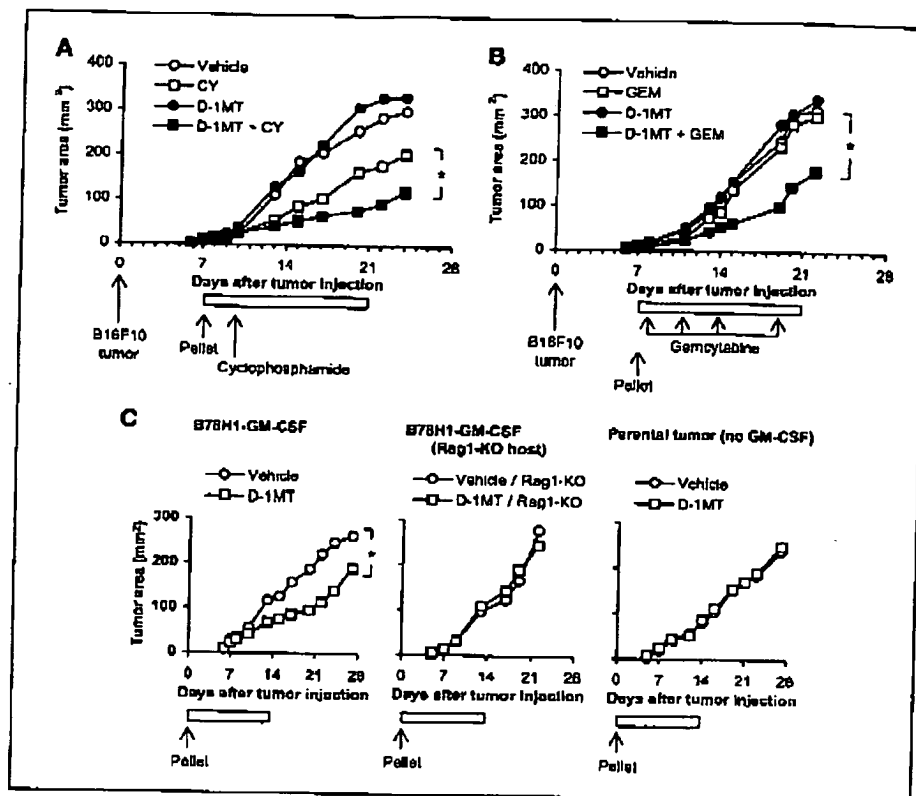 A
Vehicle
CY
D-1MT
D-1MT + CY
Tumor area (mm²)
400
300
200
100
0
*
0 7 14 21 28
Days after tumor injection
B16F10
tumor
Pellet
Cyclophosphamide
B
Vehicle
GEM
D-1MT
D-1MT + GEM
Tumor area (mm²)
400
300
200
100
0
*
0 7 14 21 28
Days after tumor injection
B16F10
tumor
Gemcytabine
Pellet
C
B78H1-GM-CSF
Vehicle
D-1MT
Tumor area (mm²)
300
200
100
0
*
0 7 14 21 28
Days after tumor injection
Pellet
B78H1-GM-CSF
(Rag1-KO host)
Vehicle / Rag1-KO
D-1MT / Rag1-KO
0 7 14 21 28
Days after tumor injection
Pellet
Parental tumor (no GM-CSF)
Vehicle
D-1MT
0 7 14 21 28
Days after tumor injection
Pellet